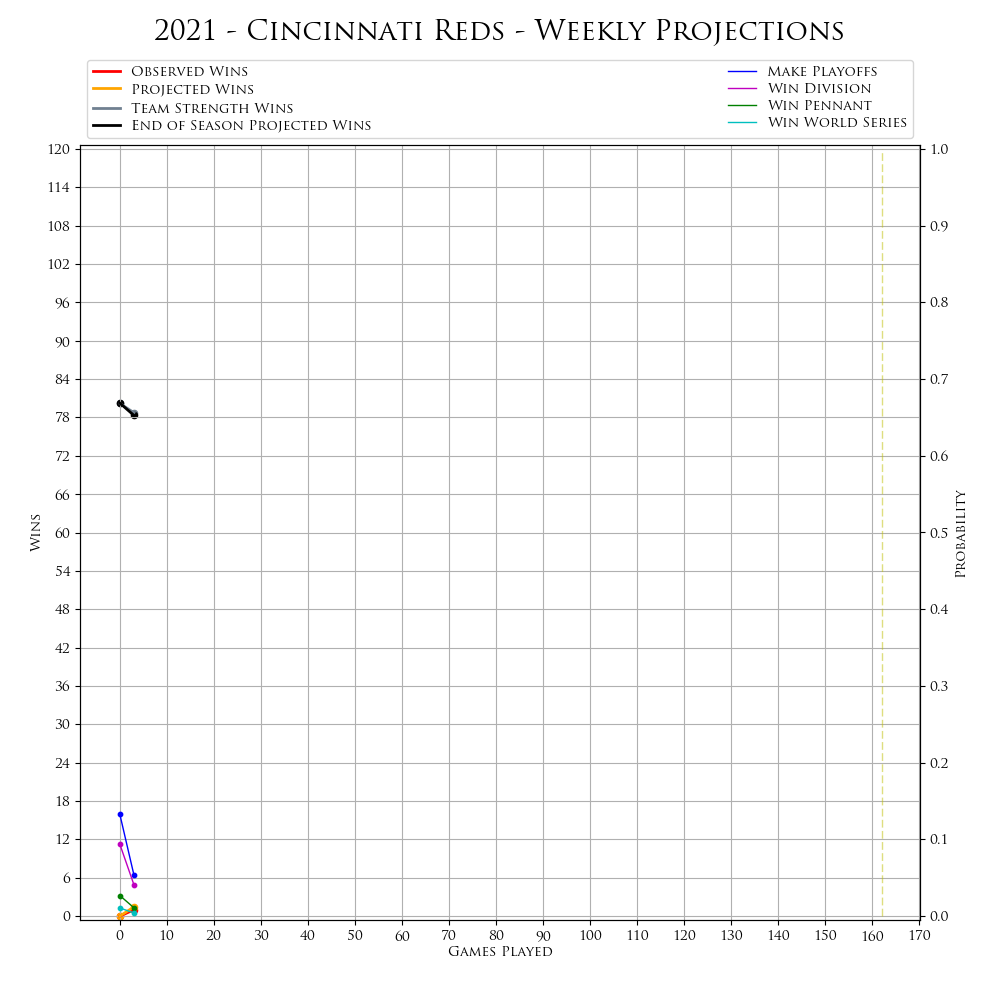 2021 - Cincinnati Reds - Weekly Projections
Observed Wins
Projected Wins
Team Strength Wins
End of Season Projected Wins
Make Playoffs
Win Division
Win Pennant
Win World Series
120
114
108
102
96
90
84
78
72
66
60
54
48
42
36
30
24
18
12
6
0
Wins
1.0
0.9
0.8
0.7
0.6
0.5
0.4
0.3
0.2
0.1
0.0
Probability
0 10 20 30 40 50 60 70 80 90 100 110 120 130 140 150 160 170
Games Played